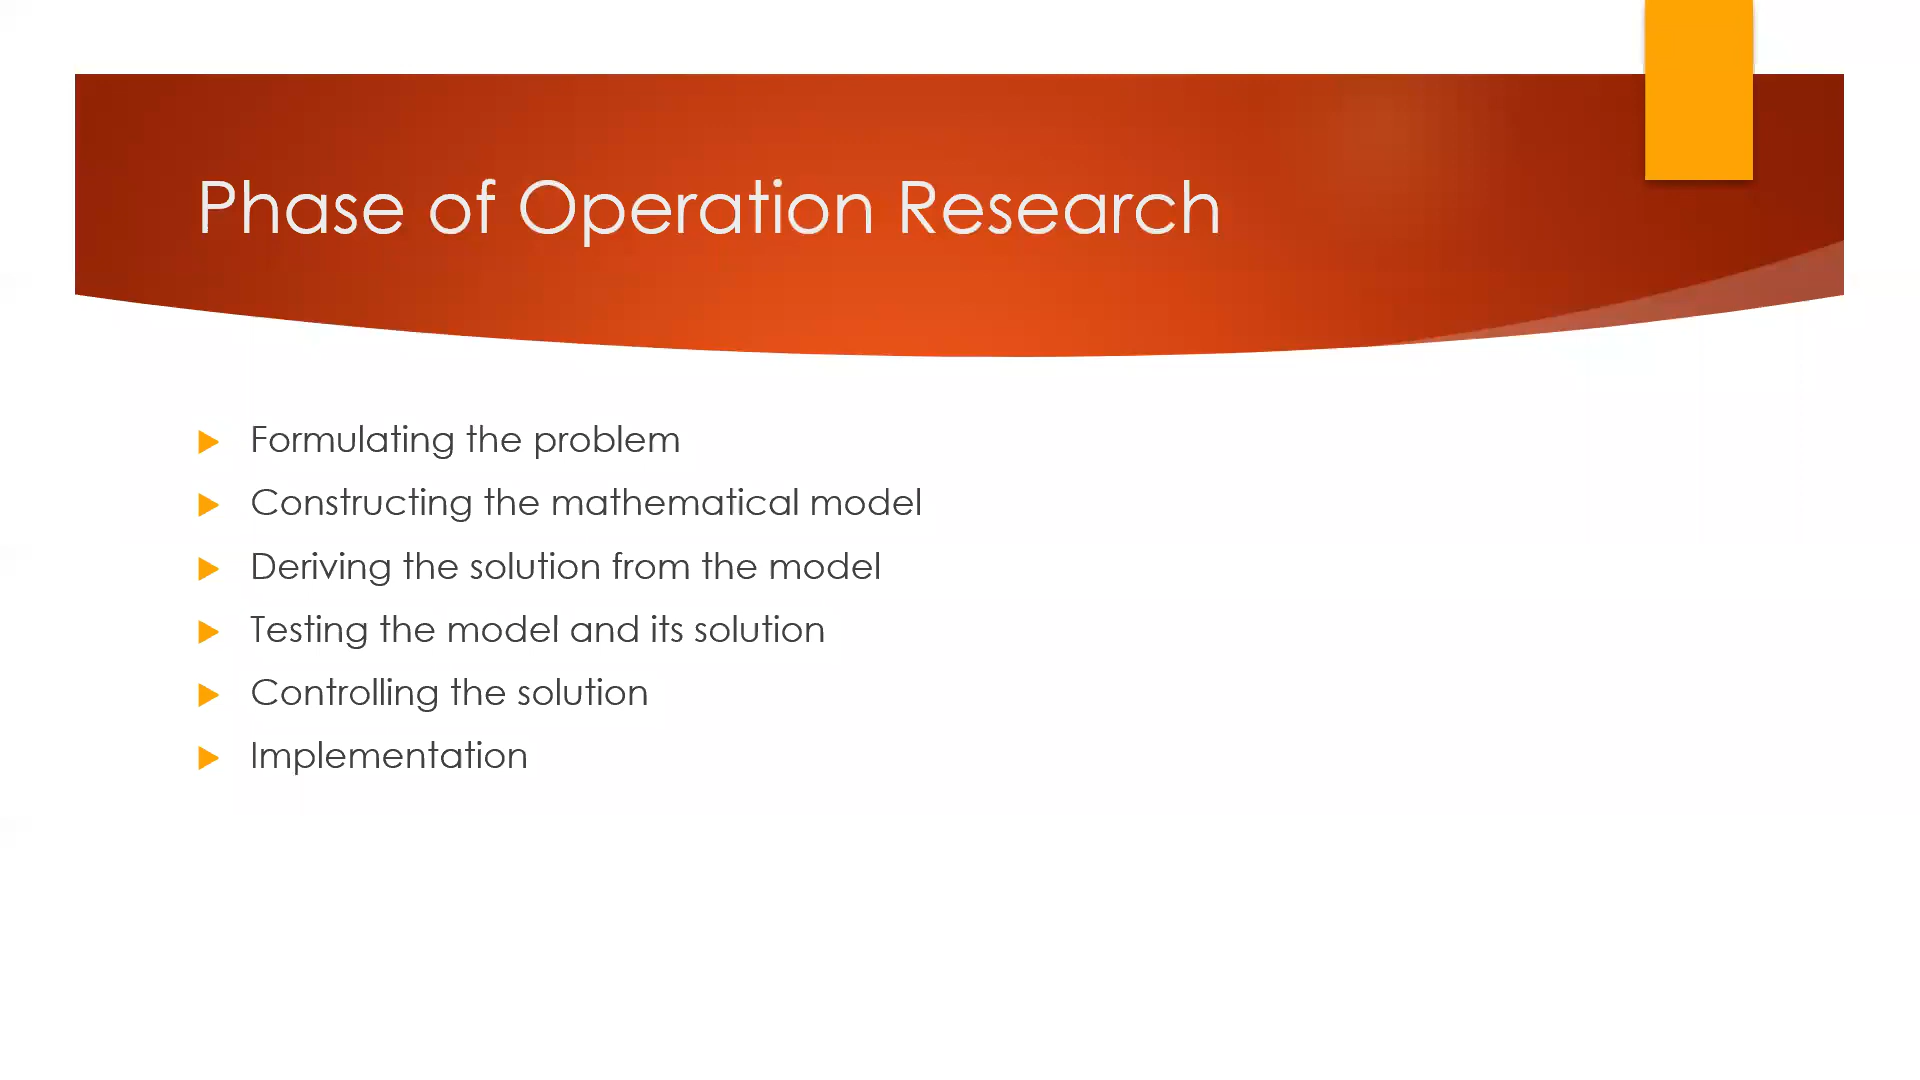 Phase of Operation Research
Formulating the problem
Constructing the mathematical model
Deriving the solution from the model
Testing the model and its solution
Controlling the solution
Implementation